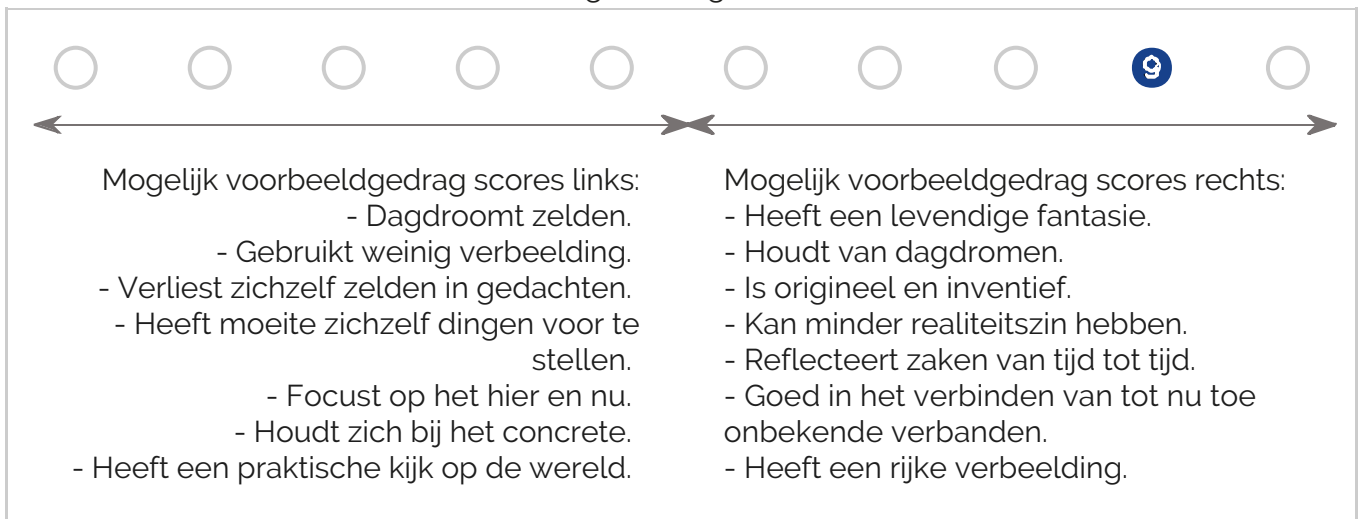 9
Mogelijk voorbeeldgedrag scores links:
- Dagdroomt zelden.
- Gebruikt weinig verbeelding.
- Verliest zichzelf zelden in gedachten.
- Heeft moeite zichzelf dingen voor te
stellen.
- Focust op het hier en nu.
- Houdt zich bij het concrete.
- Heeft een praktische kijk op de wereld.
Mogelijk voorbeeldgedrag scores rechts:
- Heeft een levendige fantasie.
- Houdt van dagdromen.
- Is origineel en inventief.
- Kan minder realiteitszin hebben.
- Reflecteert zaken van tijd tot tijd.
- Goed in het verbinden van tot nu toe
onbekende verbanden.
- Heeft een rijke verbeelding.